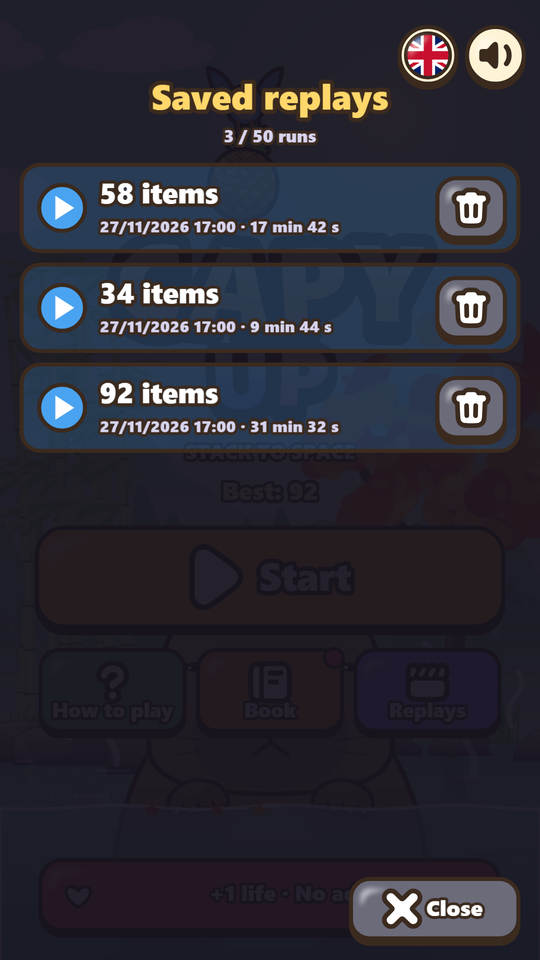 Saved replays
3 / 50 runs
58 items
27/11/2026 17:00 · 17 min 42 s
34 items
27/11/2026 17:00 · 9 min 44 s
92 items
27/11/2026 17:00 · 31 min 32 s
CAPY
UP
STACK TO SPACE
Best: 92
Start
How to play
Book
Replays
+1 life · No
Close